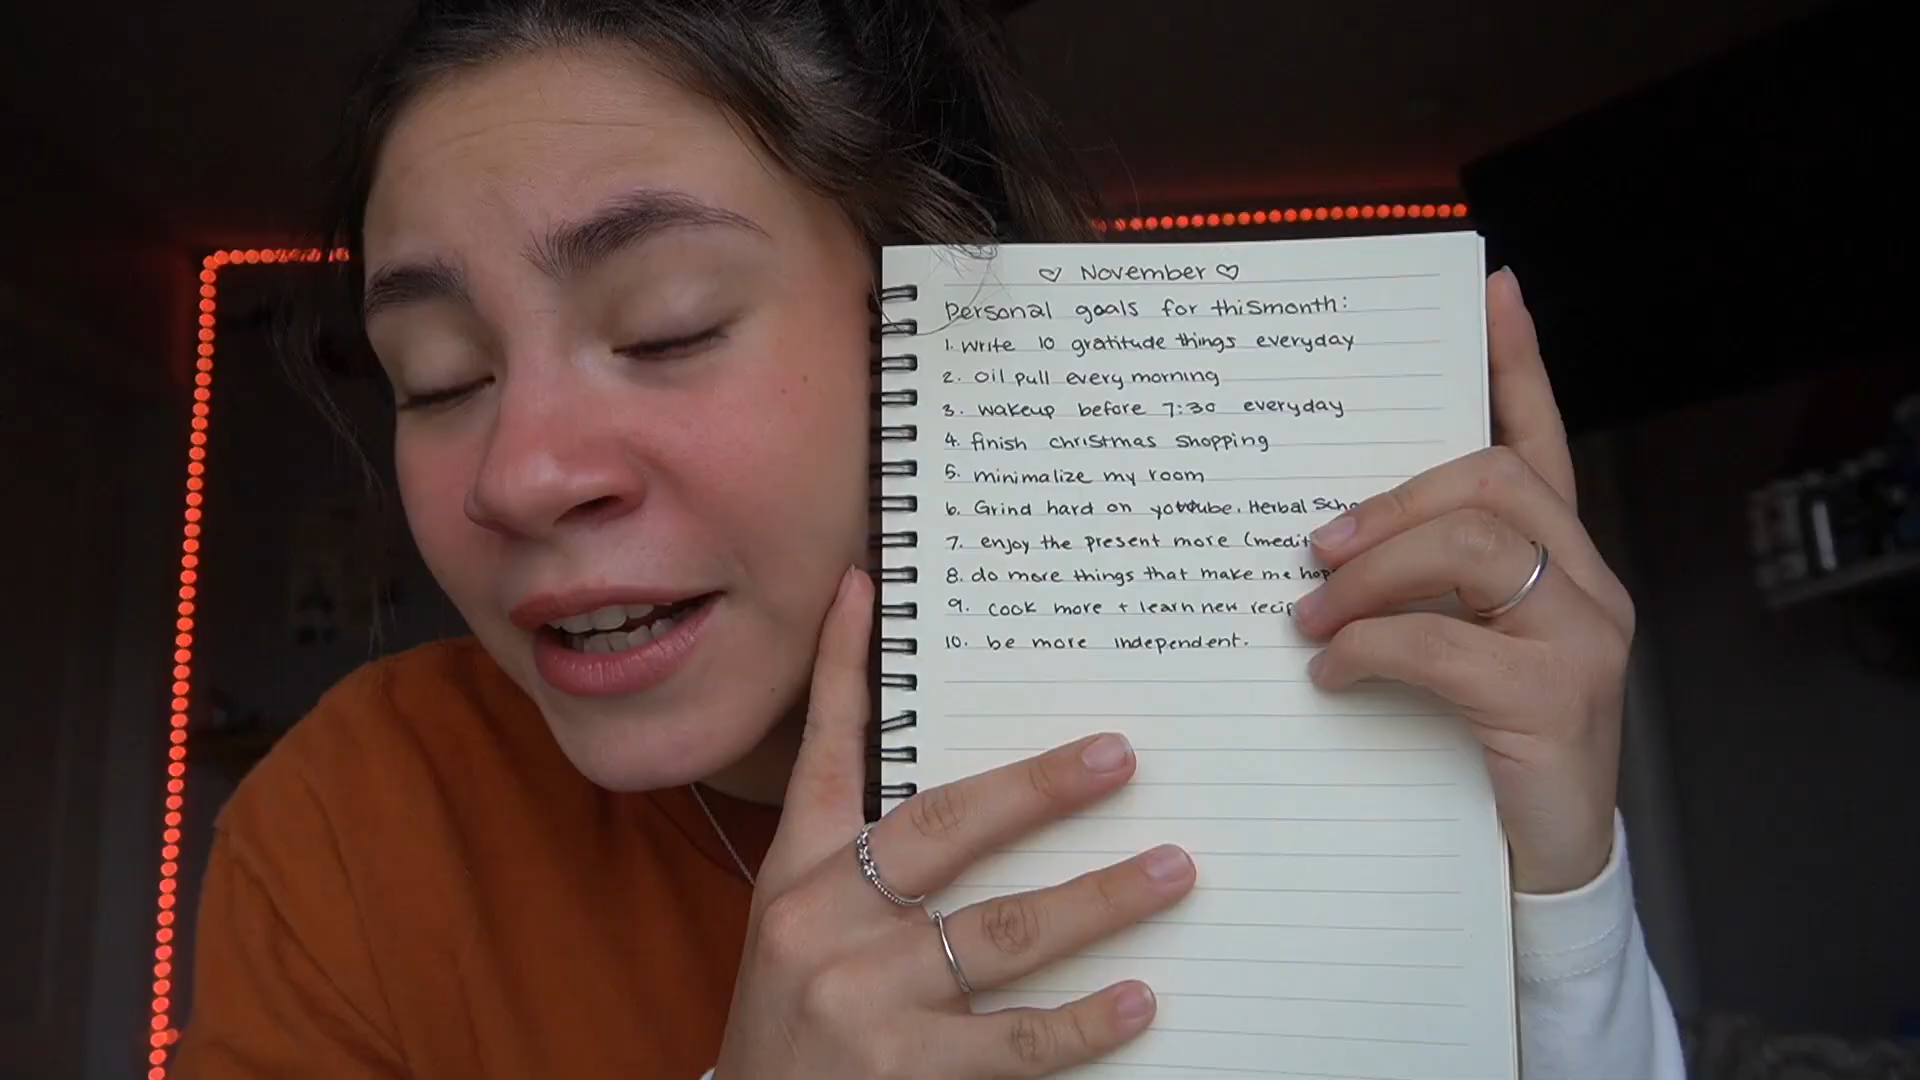 ♡ November ♡
Personal goals for this month:
1. write 10 gratitude things everyday
2. oil pull every morning
3. wakeup before 7:30 everyday
4. finish christmas shopping
5. minimalize my room
6. Grind hard on youtube. Herbal
7. enjoy the present more
8. do more things that make me
9. cook more + learn new
10. be more independent.